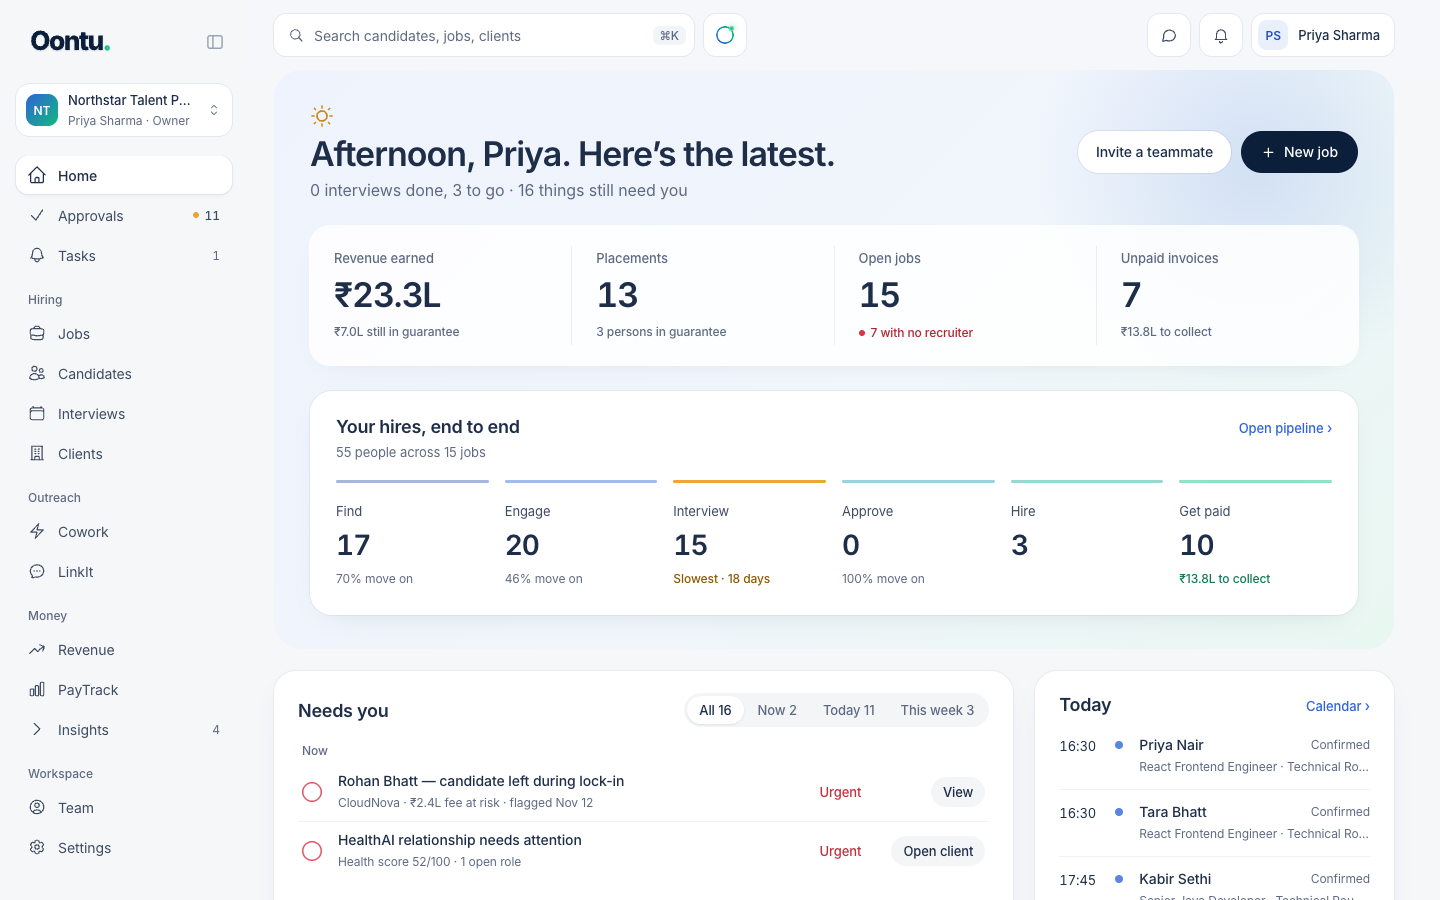 Oontu.
Search candidates, jobs, clients
⌘K
PS
Priya Sharma
NT
Northstar Talent P...
Priya Sharma · Owner
Home
Approvals
11
Tasks
1
Hiring
Jobs
Candidates
Interviews
Clients
Outreach
Cowork
LinkIt
Money
Revenue
PayTrack
Insights
4
Workspace
Team
Settings
Afternoon, Priya. Here’s the latest.
0 interviews done, 3 to go · 16 things still need you
Invite a teammate
+ New job
Revenue earned
₹23.3L
₹7.0L still in guarantee
Placements
13
3 persons in guarantee
Open jobs
15
7 with no recruiter
Unpaid invoices
7
₹13.8L to collect
Your hires, end to end
55 people across 15 jobs
Open pipeline ›
Find
17
70% move on
Engage
20
46% move on
Interview
15
Slowest · 18 days
Approve
0
100% move on
Hire
3
Get paid
10
₹13.8L to collect
Needs you
All 16
Now 2
Today 11
This week 3
Now
Rohan Bhatt — candidate left during lock-in
CloudNova · ₹2.4L fee at risk · flagged Nov 12
Urgent
View
HealthAI relationship needs attention
Health score 52/100 · 1 open role
Urgent
Open client
Today
Calendar ›
16:30
Priya Nair
Confirmed
React Frontend Engineer · Technical Ro...
16:30
Tara Bhatt
Confirmed
React Frontend Engineer · Technical Ro...
17:45
Kabir Sethi
Confirmed